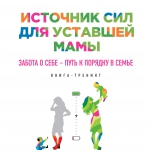 ИСТОЧНИК СИЛ
ДЛЯ УСТАВШЕЙ
МАМЫ
ЗАБОТА О СЕБЕ – ПУТЬ К ПОРЯДКУ В СЕМЬЕ
КНИГА-ТРЕНИНГ